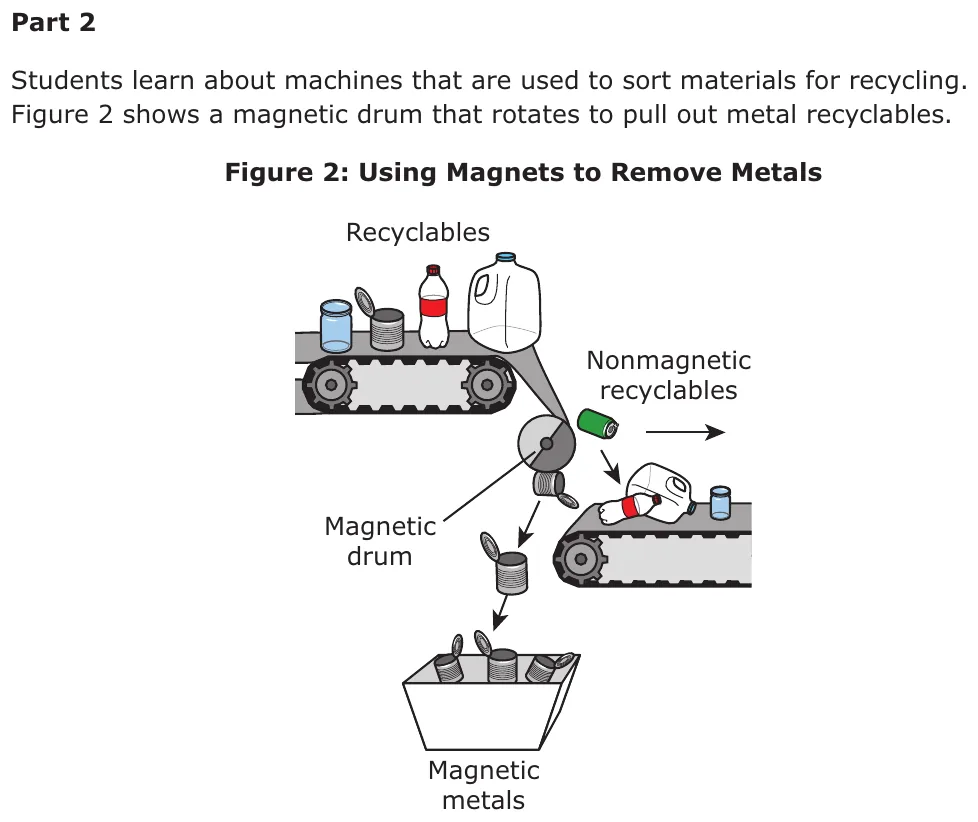 Part 2
Students learn about machines that are used to sort materials for recycling.
Figure 2 shows a magnetic drum that rotates to pull out metal recyclables.
Figure 2: Using Magnets to Remove Metals
Recyclables
Nonmagnetic
recyclables
Magnetic
drum
Magnetic
metals